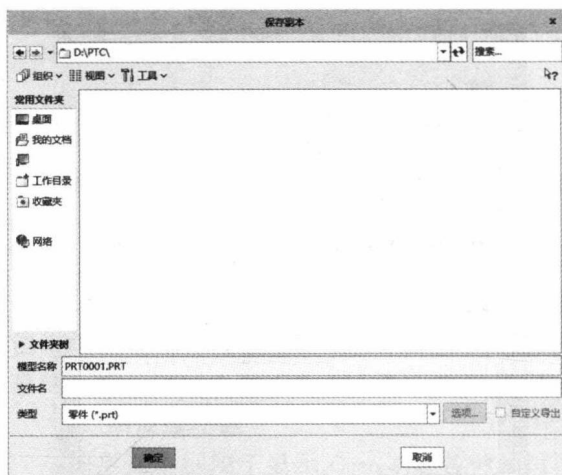 保存副本
D:\PTC\
搜索...
组织 视图 工具
常用文件夹
桌面
我的文档
工作目录
收藏夹
网络
文件夹树
模型名称 PRT0001.PRT
文件名
类型 零件 (*.prt) 选项... 自定义导出
确定 取消